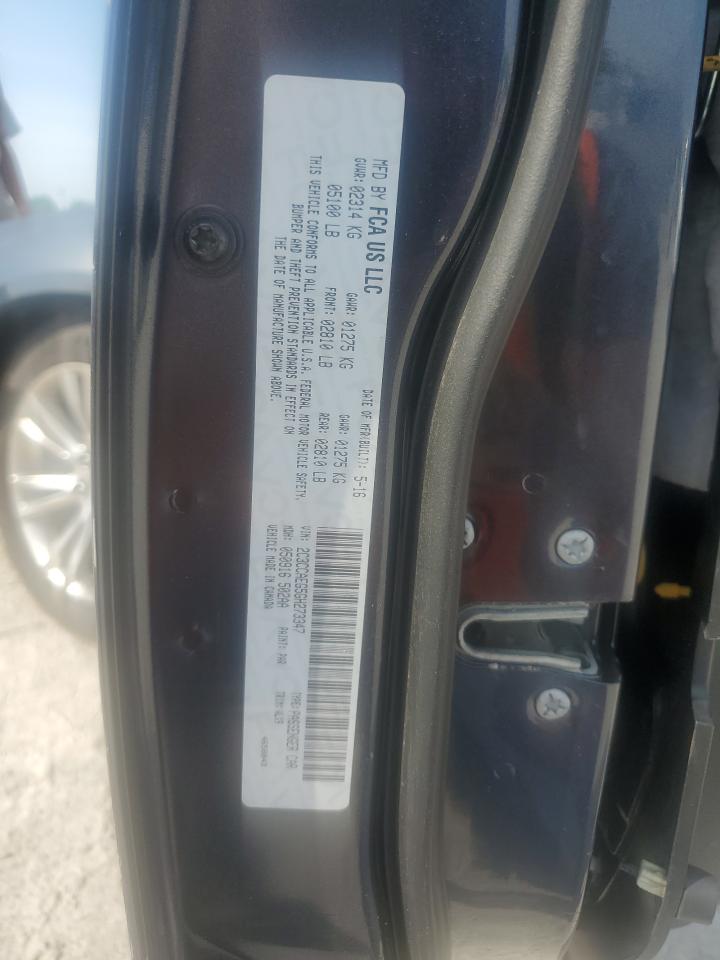 MFD BY FCA US LLC
DATE OF MFR(BUILT): 5-16
GVWR: 02314 KG GAWR: 01275 KG GAWR: 01275 KG
05100 LB FRONT: 02810 LB REAR: 02810 LB
THIS VEHICLE CONFORMS TO ALL APPLICABLE U.S.A. FEDERAL MOTOR VEHICLE SAFETY,
BUMPER AND THEFT PREVENTION STANDARDS IN EFFECT ON
THE DATE OF MANUFACTURE SHOWN ABOVE.
VIN: 2C3CCAEG5GH273347 TYPE: PASSENGER CAR
MDH: 050916 502AA PAINT: PAR TRIM:
VEHICLE MADE IN CANADA